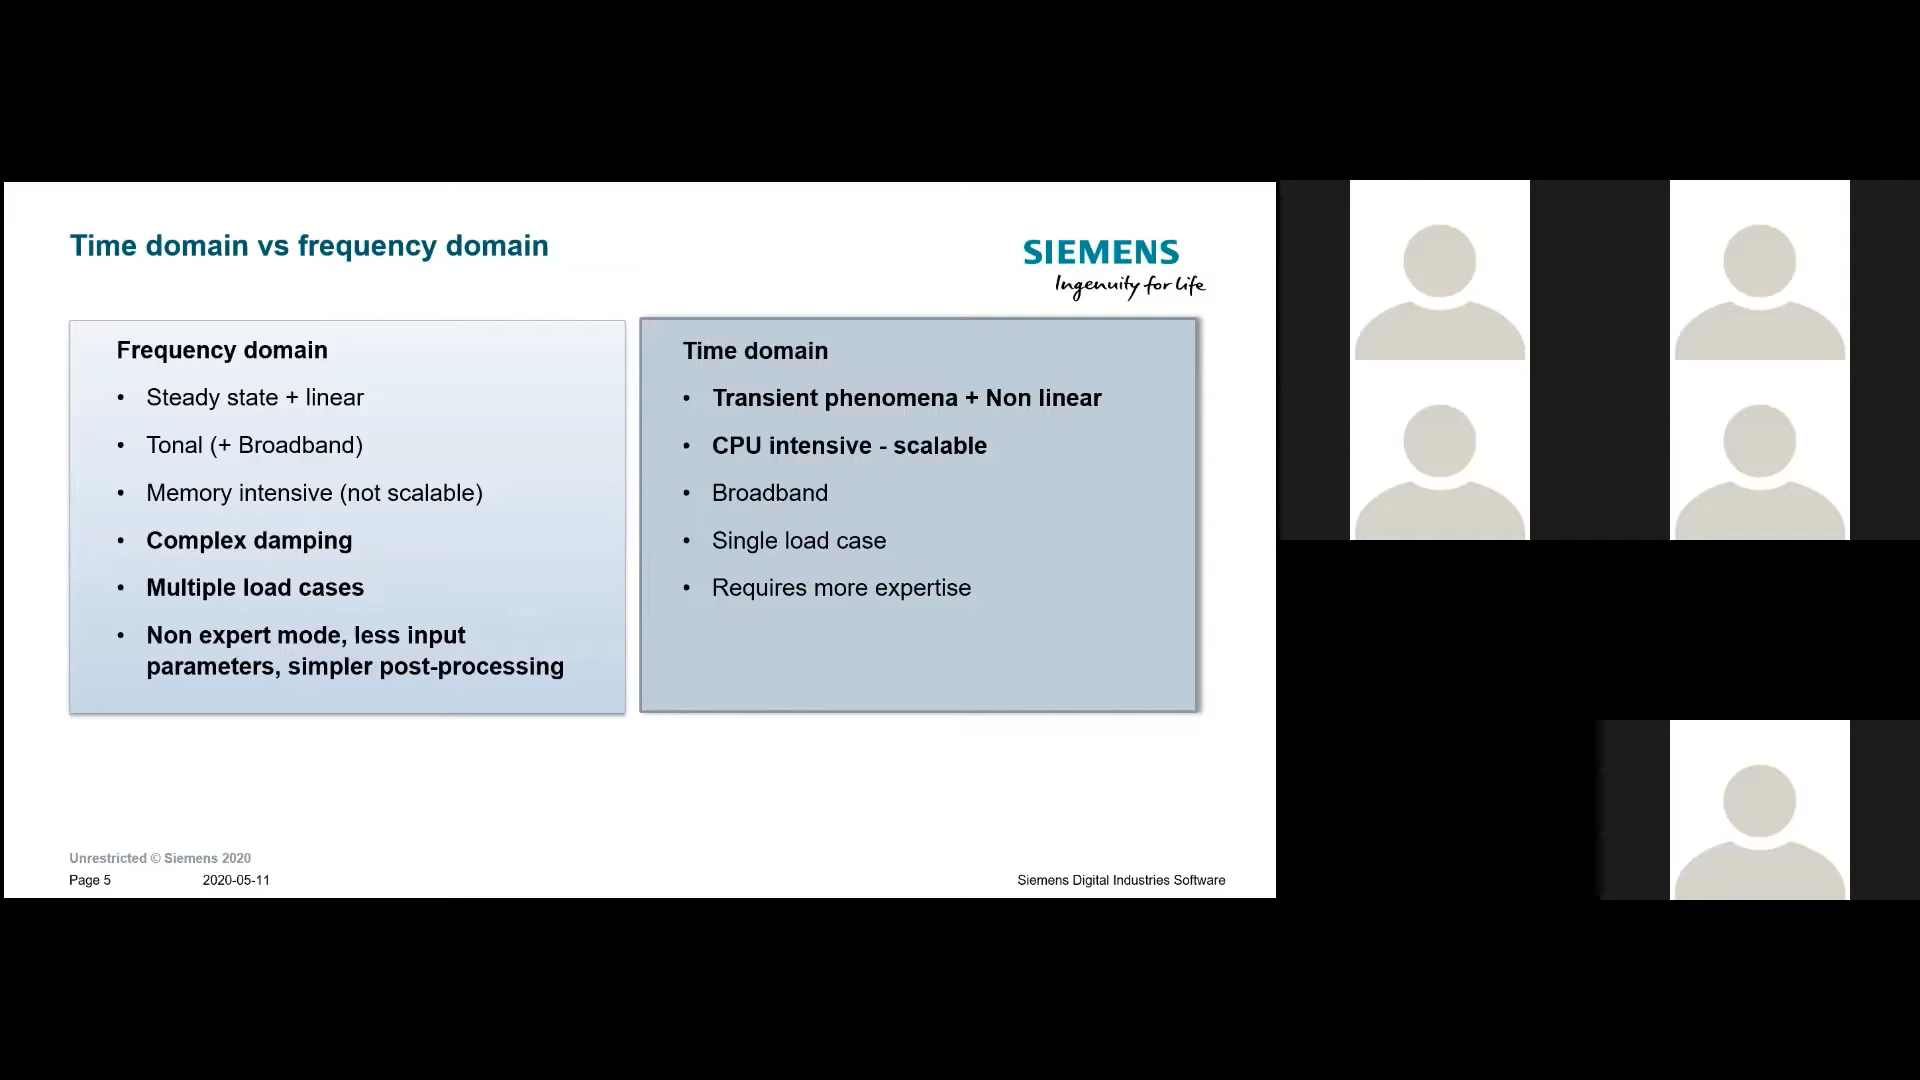 Time domain vs frequency domain
SIEMENS
Ingenuity for life
Frequency domain
• Steady state + linear
• Tonal (+ Broadband)
• Memory intensive (not scalable)
• Complex damping
• Multiple load cases
• Non expert mode, less input
parameters, simpler post-processing
Time domain
• Transient phenomena + Non linear
• CPU intensive - scalable
• Broadband
• Single load case
• Requires more expertise
Unrestricted © Siemens 2020
Page 5 2020-05-11 Siemens Digital Industries Software